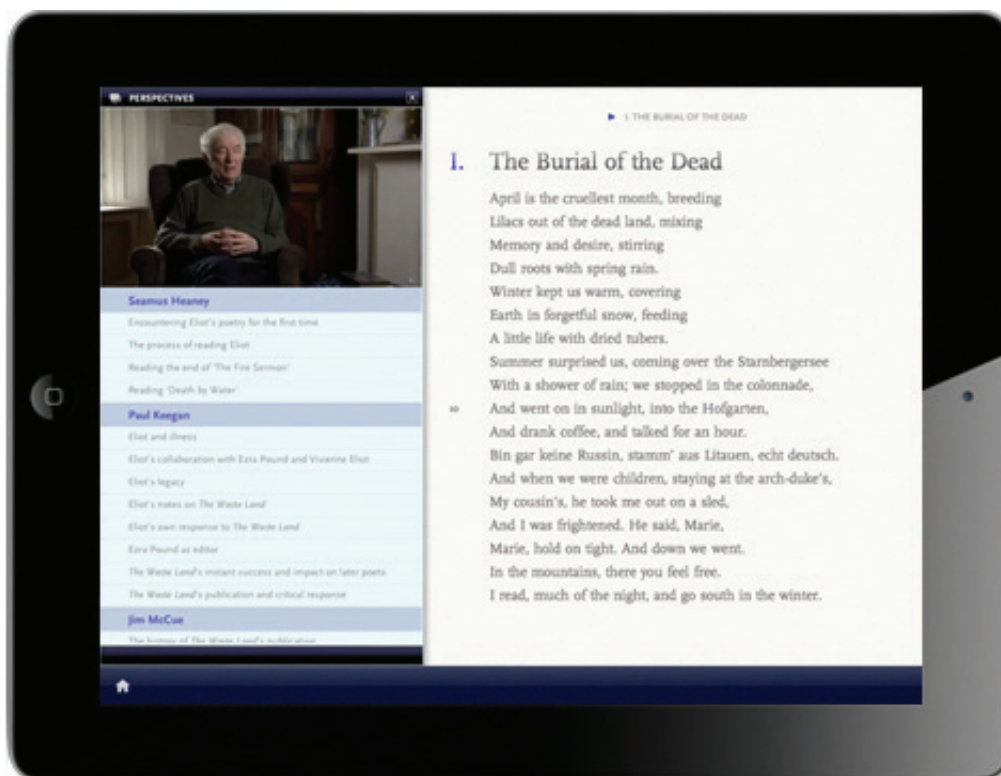 PERSPECTIVES
Seamus Heaney
Encountering Eliot's poetry for the first time
The process of reading Eliot
Reading the end of 'The Fire Sermon'
Reading 'Death by Water'
Paul Keegan
Eliot and illness
Eliot's collaboration with Ezra Pound and Vivienne Eliot
Eliot's legacy
Eliot's notes on The Waste Land
Eliot's own response to The Waste Land
Ezra Pound as editor
The Waste Land's instant success and impact on later poets
The Waste Land's publication and critical response
Jim McCue
The history of The Waste Land's publication
I. THE BURIAL OF THE DEAD
I. The Burial of the Dead
April is the cruellest month, breeding
Lilacs out of the dead land, mixing
Memory and desire, stirring
Dull roots with spring rain.
Winter kept us warm, covering
Earth in forgetful snow, feeding
A little life with dried tubers.
Summer surprised us, coming over the Starnbergersee
With a shower of rain; we stopped in the colonnade,
10 And went on in sunlight, into the Hofgarten,
And drank coffee, and talked for an hour.
Bin gar keine Russin, stamm' aus Litauen, echt deutsch.
And when we were children, staying at the arch-duke's,
My cousin's, he took me out on a sled,
And I was frightened. He said, Marie,
Marie, hold on tight. And down we went.
In the mountains, there you feel free.
I read, much of the night, and go south in the winter.